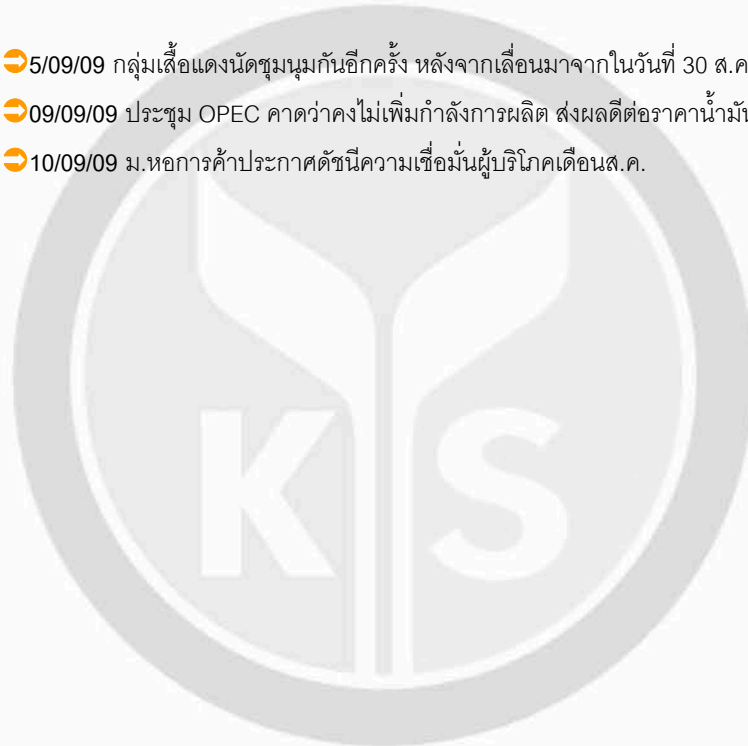 5/09/09 กลุ่มเสื้อแดงนัดชุมนุมกันอีกครั้ง หลังจากเลื่อนมาจากในวันที่ 30 ส.ค
09/09/09 ประชุม OPEC คาดว่าคงไม่เพิ่มกำลังการผลิต ส่งผลดีต่อราคาน้ำมัน
10/09/09 ม.หอการค้าประกาศดัชนีความเชื่อมั่นผู้บริโภคเดือนส.ค.
KS